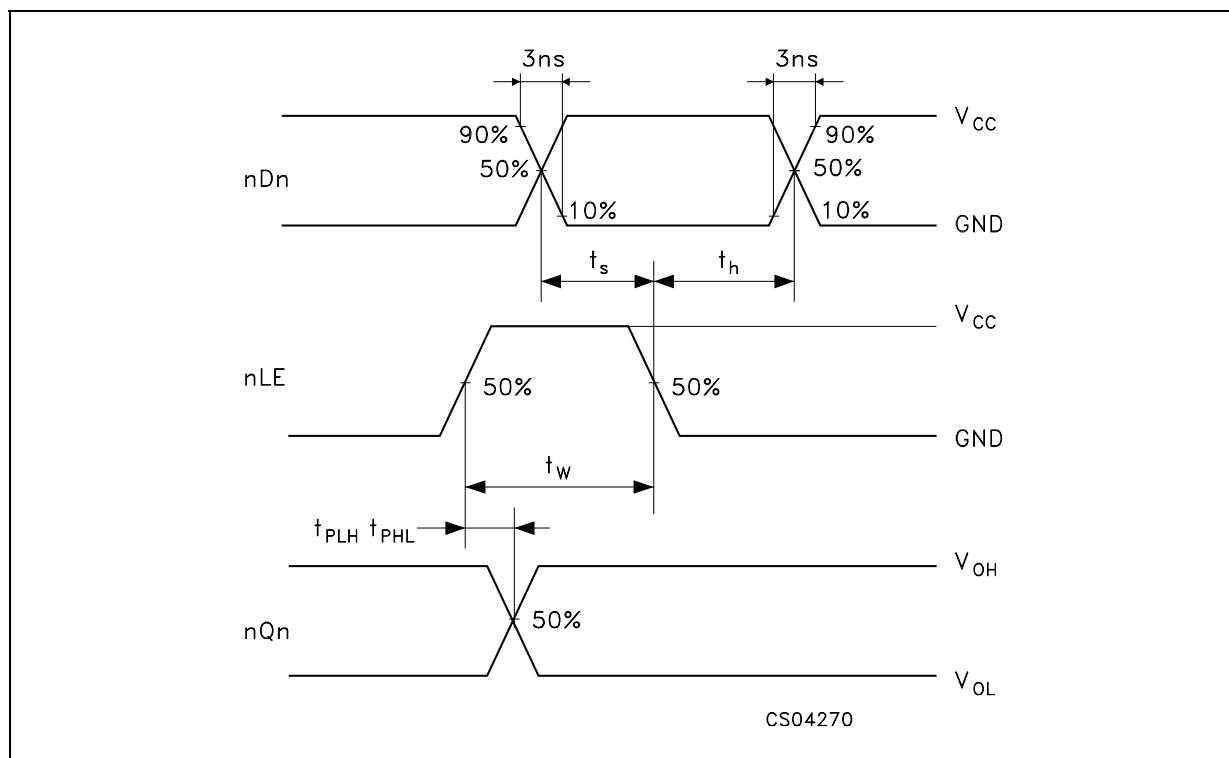 3ns 3ns
V_CC
90% 90%
nDn 50% 50%
10% 10%
GND
t_s t_h
V_CC
nLE 50% 50%
GND
t_W
t_PLH t_PHL
V_OH
nQn 50%
V_OL
CS04270